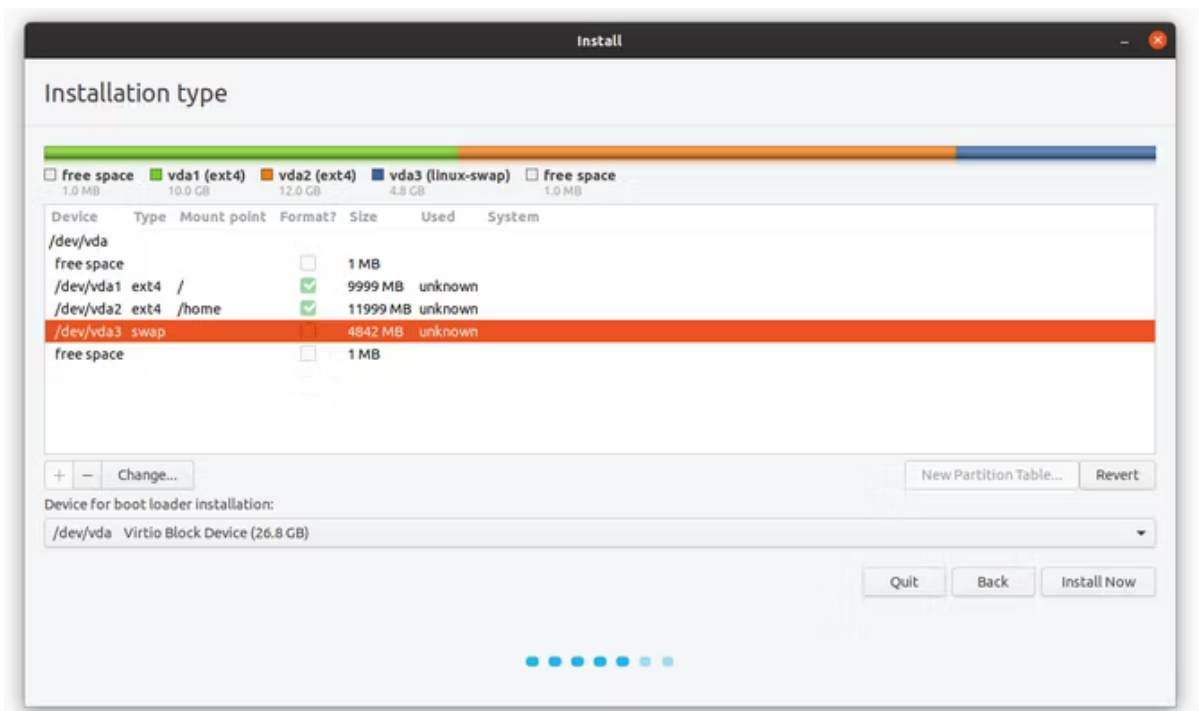 Install
Installation type
free space vda1 (ext4) vda2 (ext4) vda3 (linux-swap) free space
1.0 MB 10.0 GB 12.0 GB 4.8 GB 1.0 MB
Device Type Mount point Format? Size Used System
/dev/vda
free space 1 MB
/dev/vda1 ext4 / 9999 MB unknown
/dev/vda2 ext4 /home 11999 MB unknown
/dev/vda3 swap 4842 MB unknown
free space 1 MB
+ − Change... New Partition Table... Revert
Device for boot loader installation:
/dev/vda Virtio Block Device (26.8 GB)
Quit Back Install Now